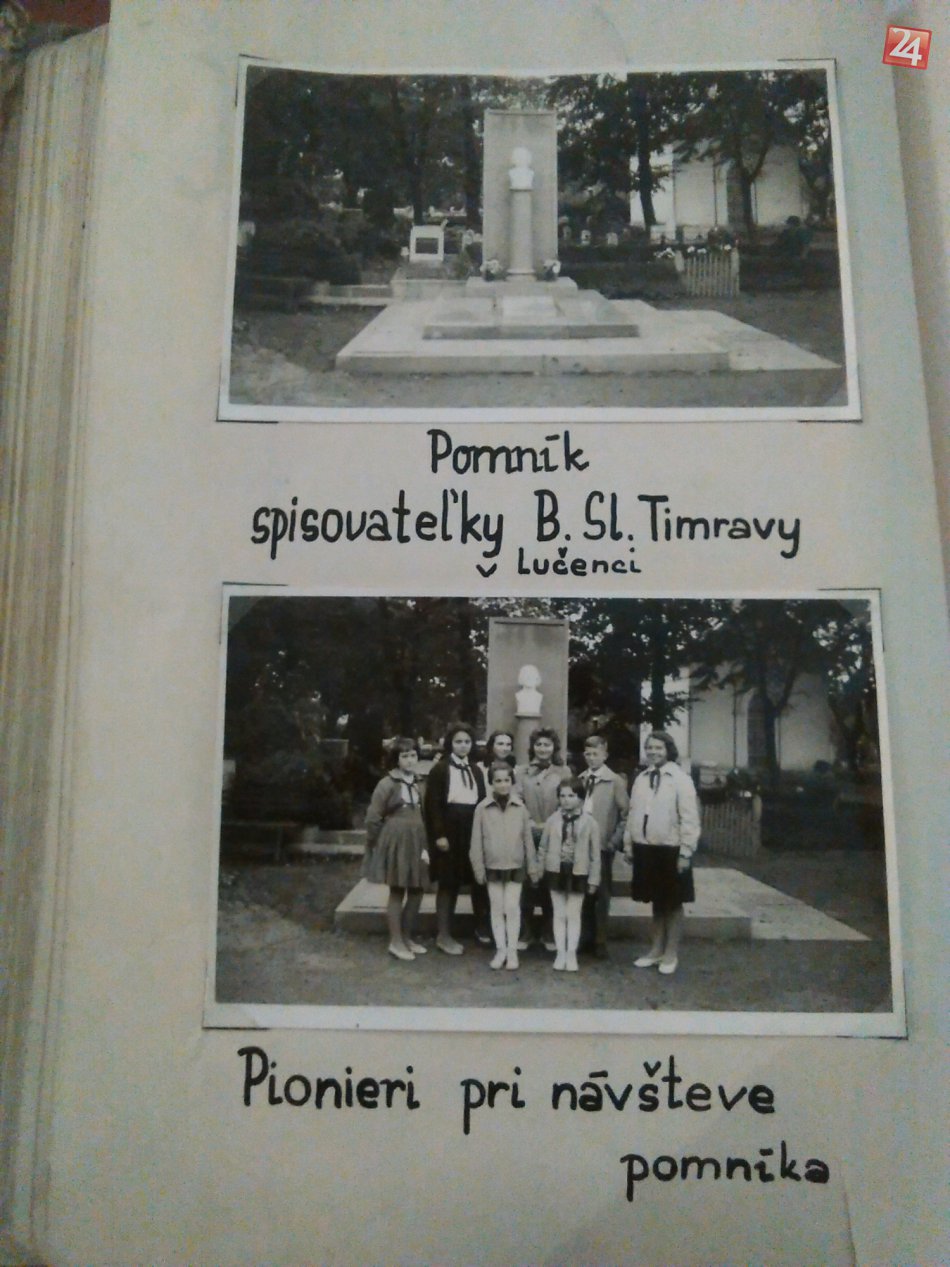 24
Pomník
spisovateľky B. Sl. Timravy
v Lučenci
Pionieri pri návšteve
pomníka